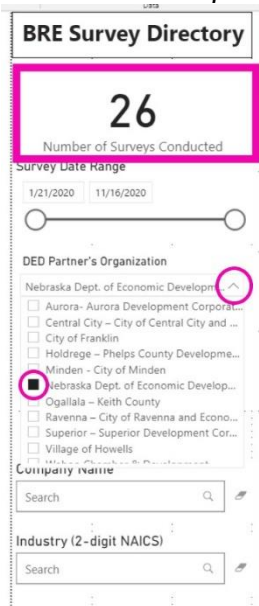 Data
BRE Survey Directory
26
Number of Surveys Conducted
Survey Date Range
1/21/2020 11/16/2020
DED Partner's Organization
Nebraska Dept. of Economic Developm...
Aurora- Aurora Development Corporat...
Central City – City of Central City and ...
City of Franklin
Holdrege – Phelps County Developme...
Minden - City of Minden
Nebraska Dept. of Economic Develop...
Ogallala – Keith County
Ravenna – City of Ravenna and Econo...
Superior – Superior Development Cor...
Village of Howells
Wahoo Chamber & Development
Company Name
Search
Industry (2-digit NAICS)
Search